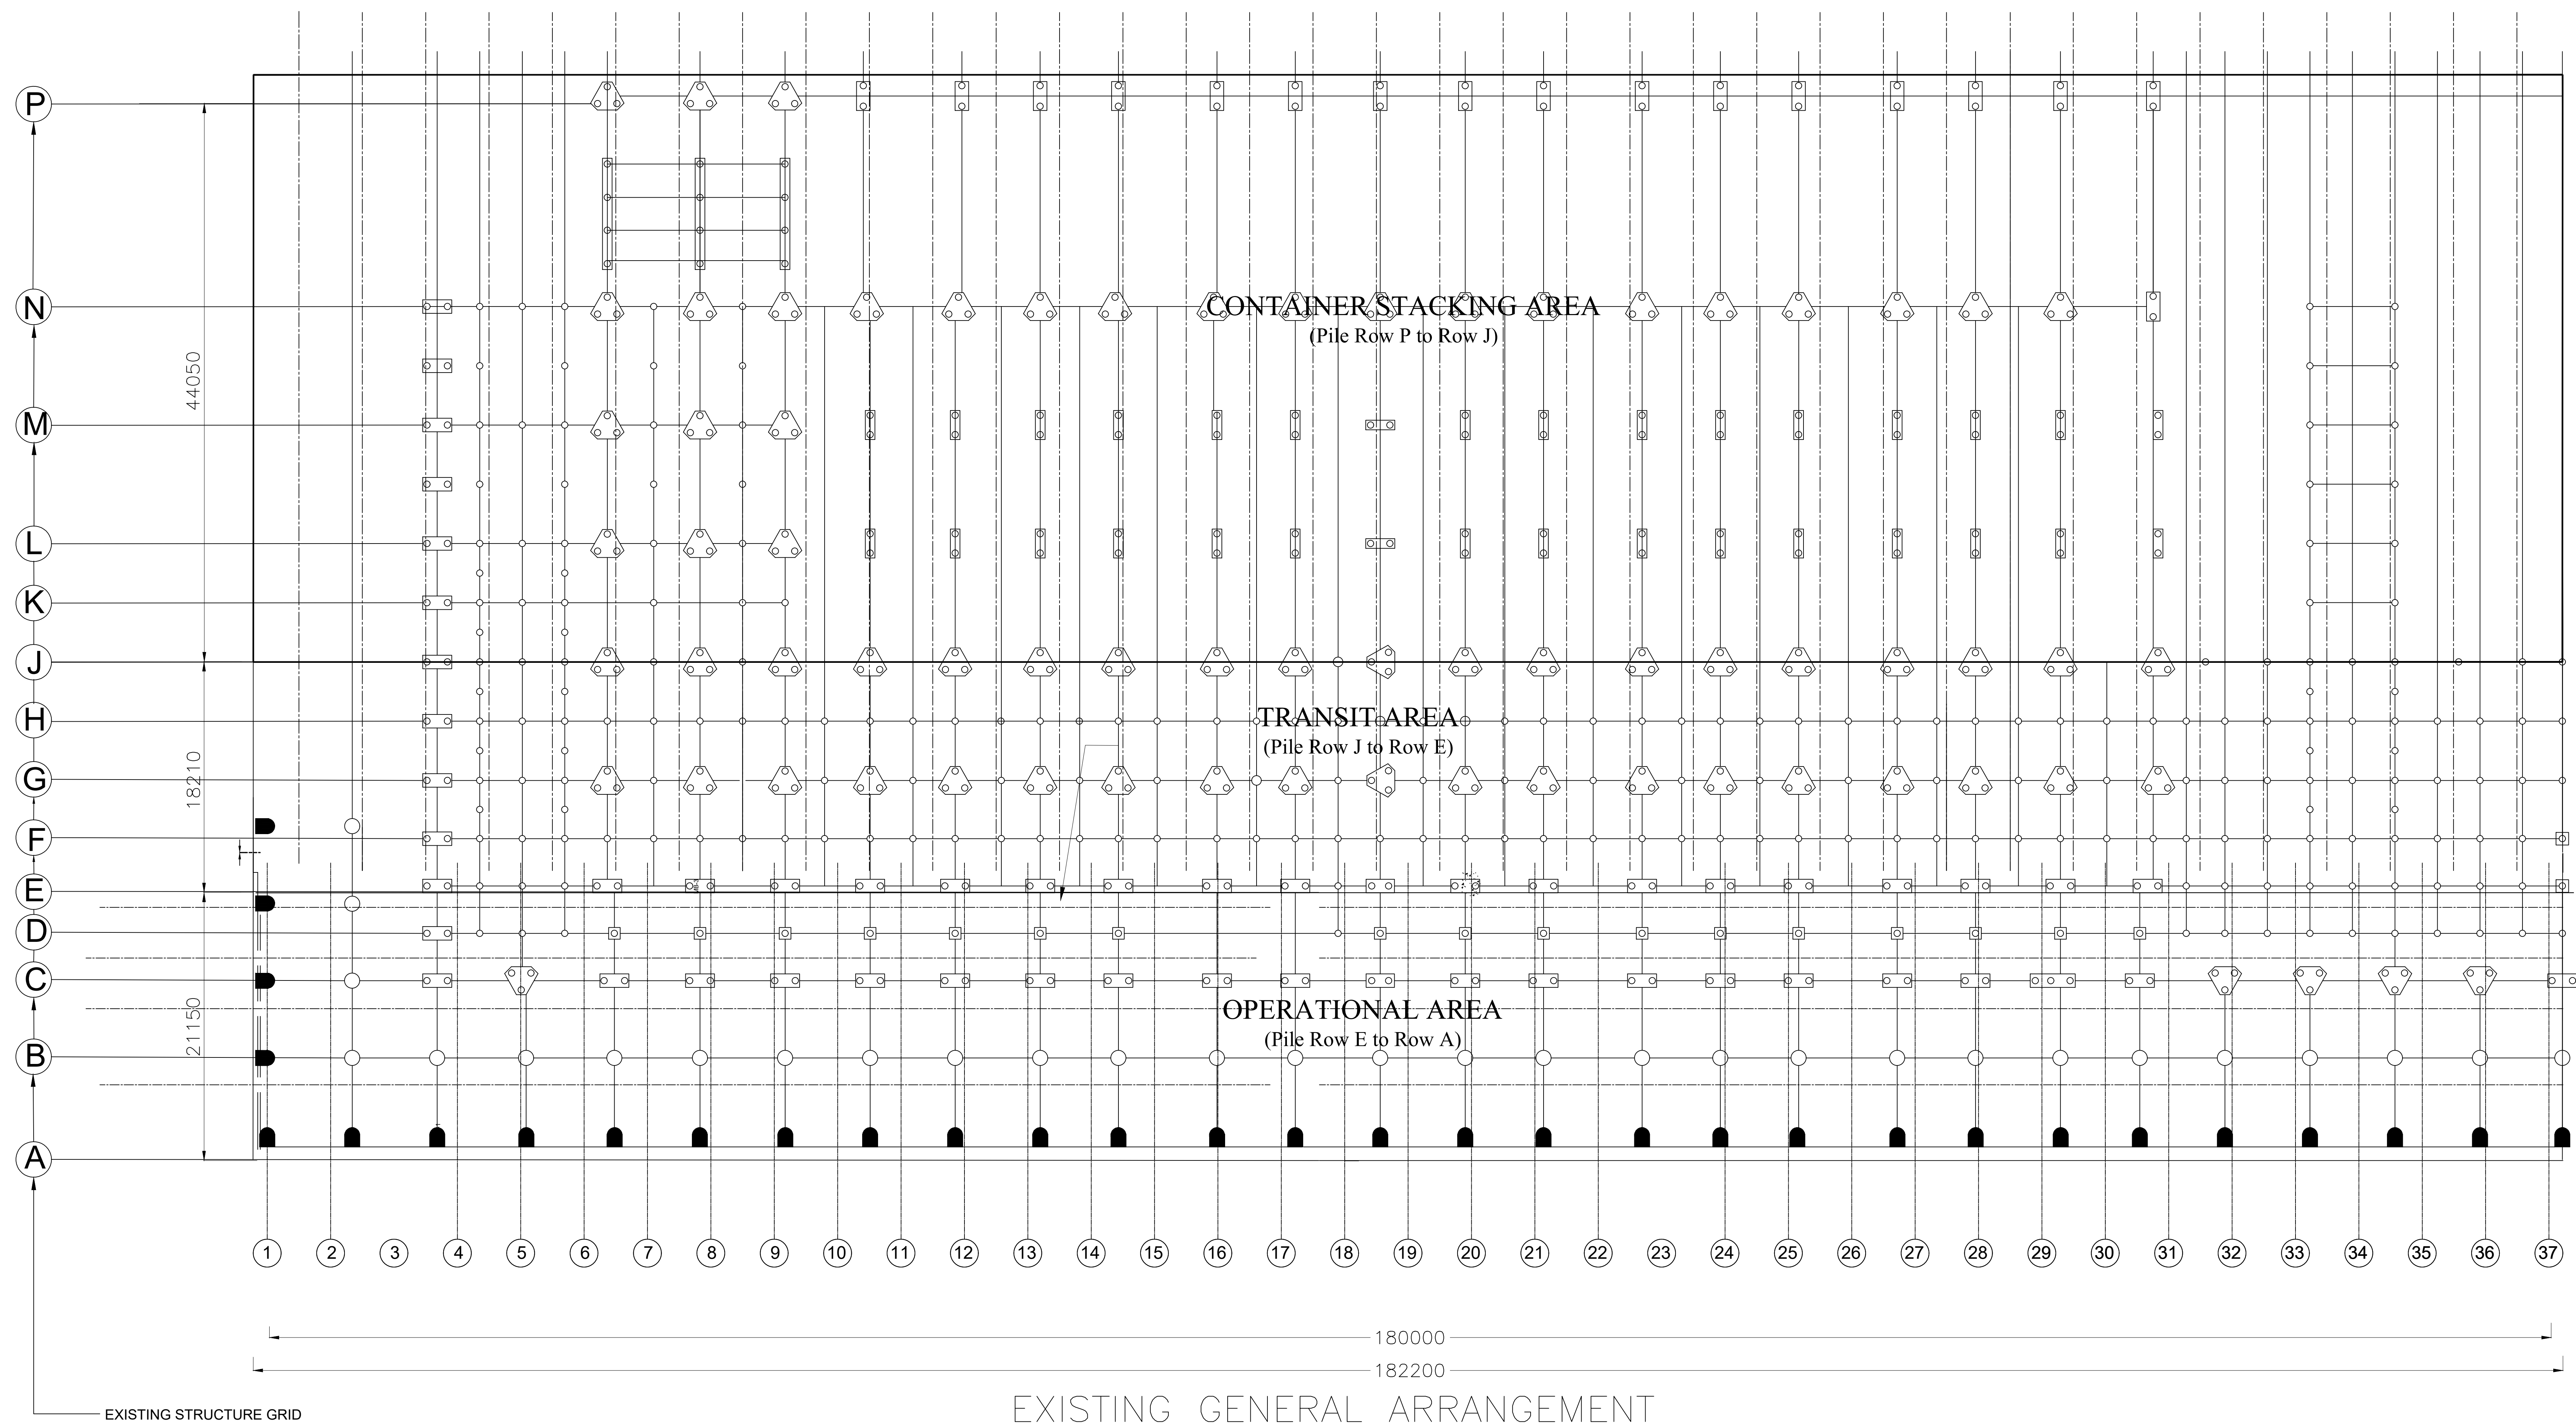 P
N
CONTAINER STACKING AREA
(Pile Row P to Row J)
44050
M
L
K
J
H
TRANSIT AREA
(Pile Row J to Row E)
18210
G
F
E
D
C
OPERATIONAL AREA
(Pile Row E to Row A)
21150
B
A
1 2 3 4 5 6 7 8 9 10 11 12 13 14 15 16 17 18 19 20 21 22 23 24 25 26 27 28 29 30 31 32 33 34 35 36 37
180000
182200
EXISTING GENERAL ARRANGEMENT
EXISTING STRUCTURE GRID